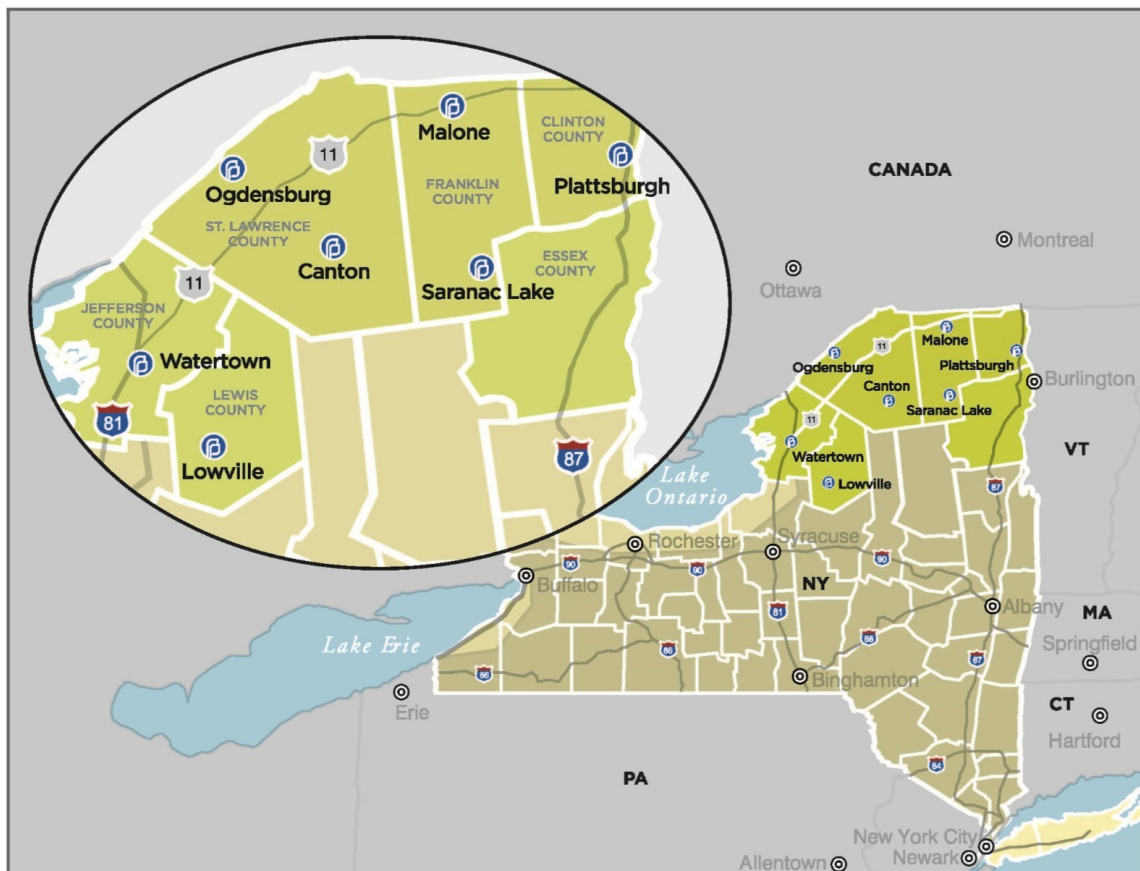 Malone
CLINTON
COUNTY
11
Plattsburgh
Ogdensburg
FRANKLIN
COUNTY
ST. LAWRENCE
COUNTY
Canton
ESSEX
COUNTY
Saranac Lake
11
JEFFERSON
COUNTY
Watertown
LEWIS
COUNTY
81
Lowville
87
CANADA
Montreal
Ottawa
Malone
11
Ogdensburg
Plattsburgh
Canton
Burlington
Saranac Lake
11
Watertown
VT
Lowville
87
Lake
Ontario
Rochester
Syracuse
90
90
90
Buffalo
NY
81
Albany
MA
Lake Erie
88
Springfield
86
87
86
Binghamton
Erie
CT
Hartford
84
PA
New York City
Newark
Allentown